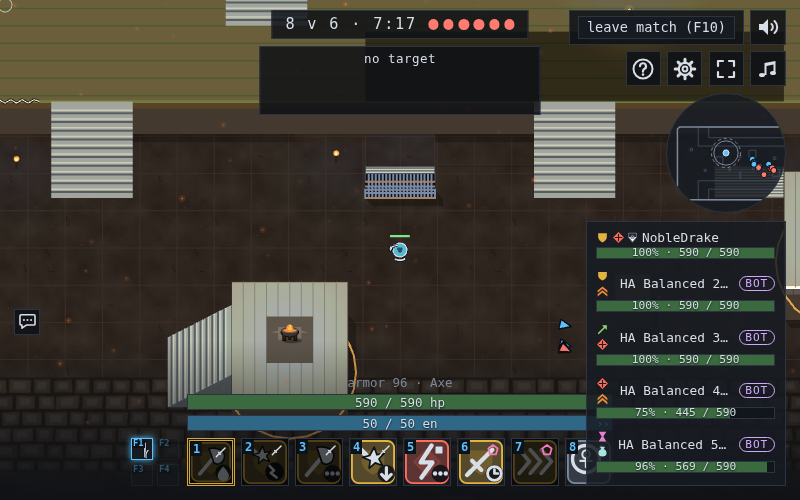 8 v 6 · 7:17
leave match (F10)
no target
NobleDrake
100% · 590 / 590
HA Balanced 2… BOT
100% · 590 / 590
HA Balanced 3… BOT
100% · 590 / 590
HA Balanced 4… BOT
75% · 445 / 590
HA Balanced 5… BOT
96% · 569 / 590
armor 96 · Axe
590 / 590 hp
50 / 50 en
F1 F2
F3 F4
1 2 3 4 5 6 7 8